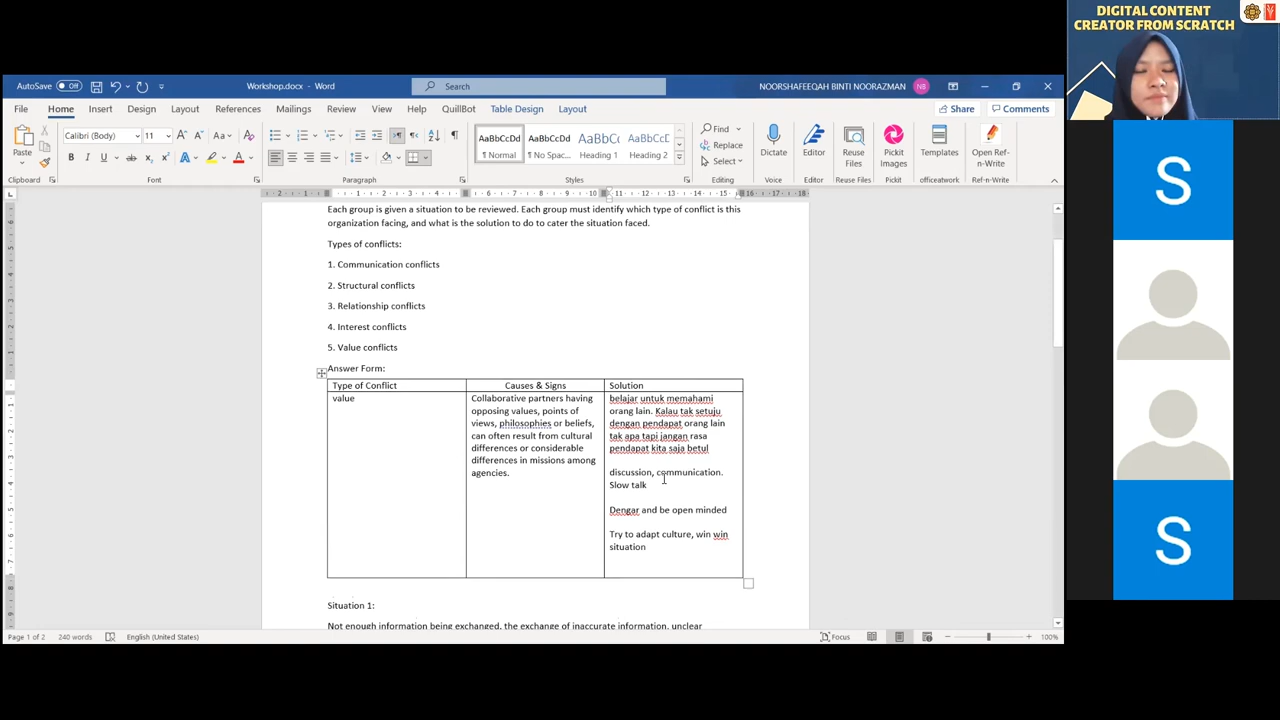 DIGITAL CONTENT
CREATOR FROM SCRATCH
AutoSave Off
Workshop.docx - Word
Search
NOORSHAFEEQAH BINTI NOORAZMAN
NB
File Home Insert Design Layout References Mailings Review View Help QuillBot Table Design Layout
Share Comments
Paste
Calibri (Body) 11
AaBbCcDd AaBbCcDd AaBbCc AaBbCcD
¶ Normal ¶ No Spac... Heading 1 Heading 2
Find
Replace
Select
Dictate
Editor
Reuse Files
Pickit Images
Templates
Open Ref-n-Write
Clipboard Font Paragraph Styles Editing Voice Editor Reuse Files Pickit officeatwork Ref-n-Write
Each group is given a situation to be reviewed. Each group must identify which type of conflict is this
organization facing, and what is the solution to do to cater the situation faced.
Types of conflicts:
1. Communication conflicts
2. Structural conflicts
3. Relationship conflicts
4. Interest conflicts
5. Value conflicts
Answer Form:
Type of Conflict Causes & Signs Solution
value
Collaborative partners having
opposing values, points of
views, philosophies or beliefs,
can often result from cultural
differences or considerable
differences in missions among
agencies.
belajar untuk memahami
orang lain. Kalau tak setuju
dengan pendapat orang lain
tak apa tapi jangan rasa
pendapat kita saja betul
discussion, communication.
Slow talk
Dengar and be open minded
Try to adapt culture, win win
situation
Situation 1:
Not enough information being exchanged, the exchange of inaccurate information, unclear
Page 1 of 2 240 words English (United States)
Focus
100%
S
S